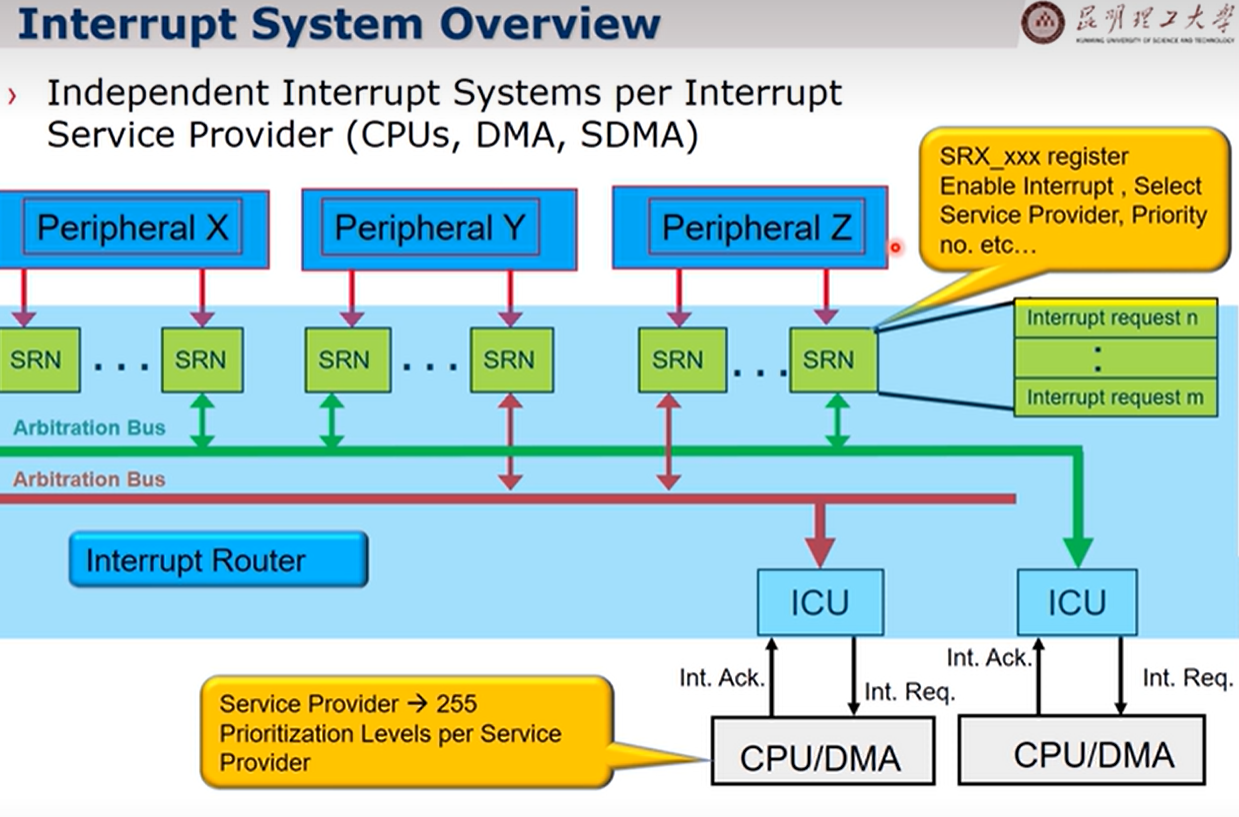 Interrupt System Overview
昆明理工大学
KUNMING UNIVERSITY OF SCIENCE AND TECHNOLOGY
› Independent Interrupt Systems per Interrupt
Service Provider (CPUs, DMA, SDMA)
SRX_xxx register
Enable Interrupt , Select
Service Provider, Priority
no. etc...
Peripheral X
Peripheral Y
Peripheral Z
SRN
...
SRN
SRN
...
SRN
SRN
...
SRN
Interrupt request n
:
Interrupt request m
Arbitration Bus
Arbitration Bus
Interrupt Router
ICU
ICU
Int. Ack.
Int. Req.
Int. Ack.
Int. Req.
Service Provider → 255
Prioritization Levels per Service
Provider
CPU/DMA
CPU/DMA